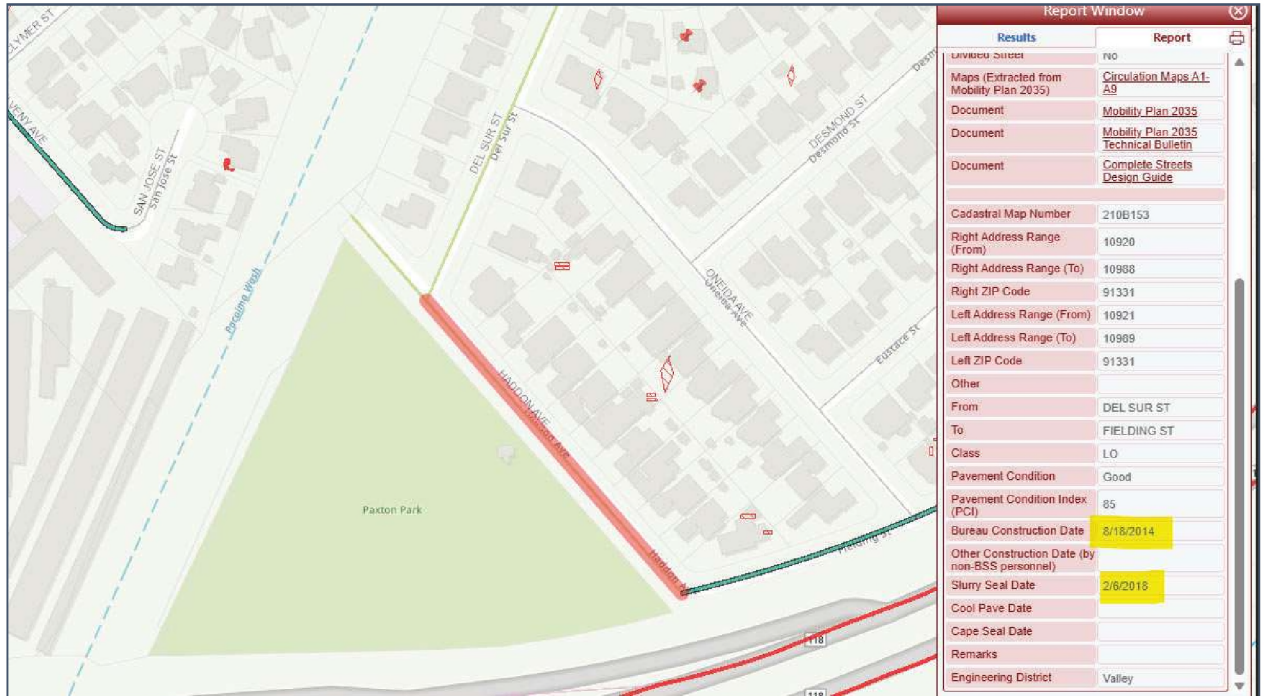 Report Window
Results Report
Divided Street No
Maps (Extracted from Mobility Plan 2035) Circulation Maps A1-A9
Document Mobility Plan 2035
Document Mobility Plan 2035 Technical Bulletin
Document Complete Streets Design Guide
Cadastral Map Number 210B153
Right Address Range (From) 10920
Right Address Range (To) 10988
Right ZIP Code 91331
Left Address Range (From) 10921
Left Address Range (To) 10989
Left ZIP Code 91331
Other
From DEL SUR ST
To FIELDING ST
Class LO
Pavement Condition Good
Pavement Condition Index (PCI) 85
Bureau Construction Date 8/18/2014
Other Construction Date (by non-BSS personnel)
Slurry Seal Date 2/6/2018
Cool Pave Date
Cape Seal Date
Remarks
Engineering District Valley
VENY AVE
SAN JOSE ST
San Jose St
Pacoima Wash
DEL SUR ST
Del Sur St
DESMOND ST
Desmond St
ONEIDA AVE
Oneida Ave
Eustace St
HADDON AVE
Haddon Ave
Paxton Park
Fielding St
118
118